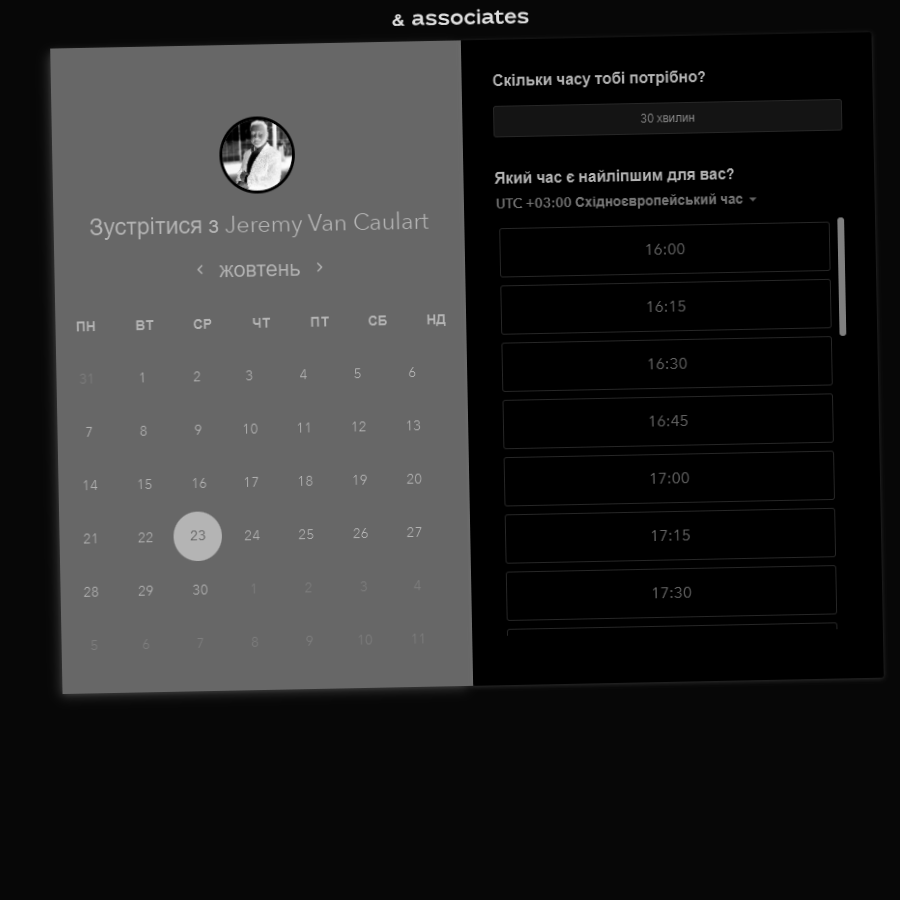 & associates
Зустрітися з Jeremy Van Caulart
жовтень
ПН ВТ СР ЧТ ПТ СБ НД
31 1 2 3 4 5 6
7 8 9 10 11 12 13
14 15 16 17 18 19 20
21 22 23 24 25 26 27
28 29 30 1 2 3 4
5 6 7 8 9 10 11
Скільки часу тобі потрібно?
30 хвилин
Який час є найліпшим для вас?
UTC +03:00 Східноєвропейський час
16:00
16:15
16:30
16:45
17:00
17:15
17:30